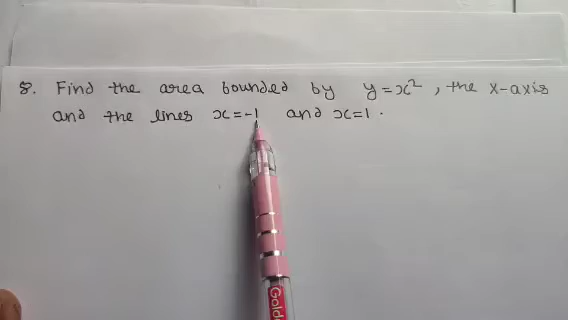 8. Find the area bounded by y=x², the x-axis
and the lines x=-1 and x=1.
Gold